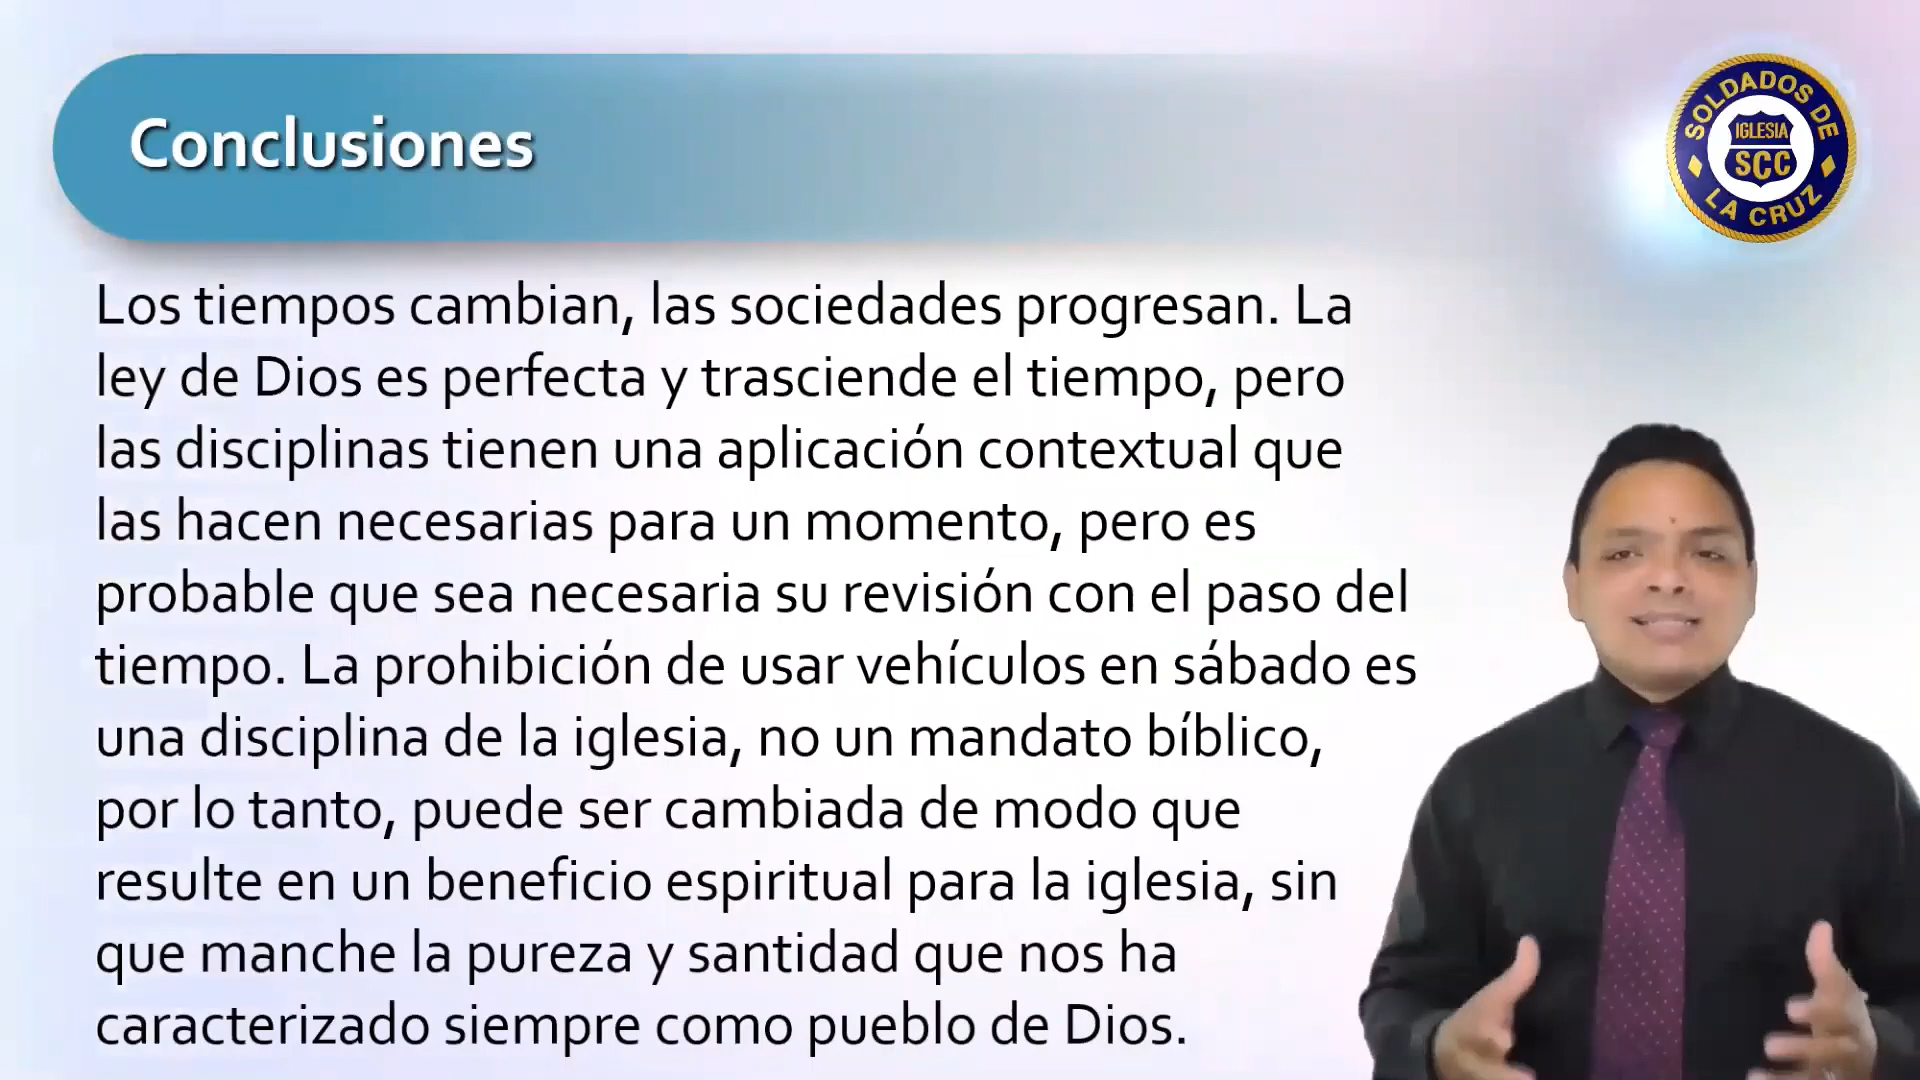 Conclusiones
SOLDADOS DE
IGLESIA
SCC
LA CRUZ
Los tiempos cambian, las sociedades progresan. La
ley de Dios es perfecta y trasciende el tiempo, pero
las disciplinas tienen una aplicación contextual que
las hacen necesarias para un momento, pero es
probable que sea necesaria su revisión con el paso del
tiempo. La prohibición de usar vehículos en sábado es
una disciplina de la iglesia, no un mandato bíblico,
por lo tanto, puede ser cambiada de modo que
resulte en un beneficio espiritual para la iglesia, sin
que manche la pureza y santidad que nos ha
caracterizado siempre como pueblo de Dios.